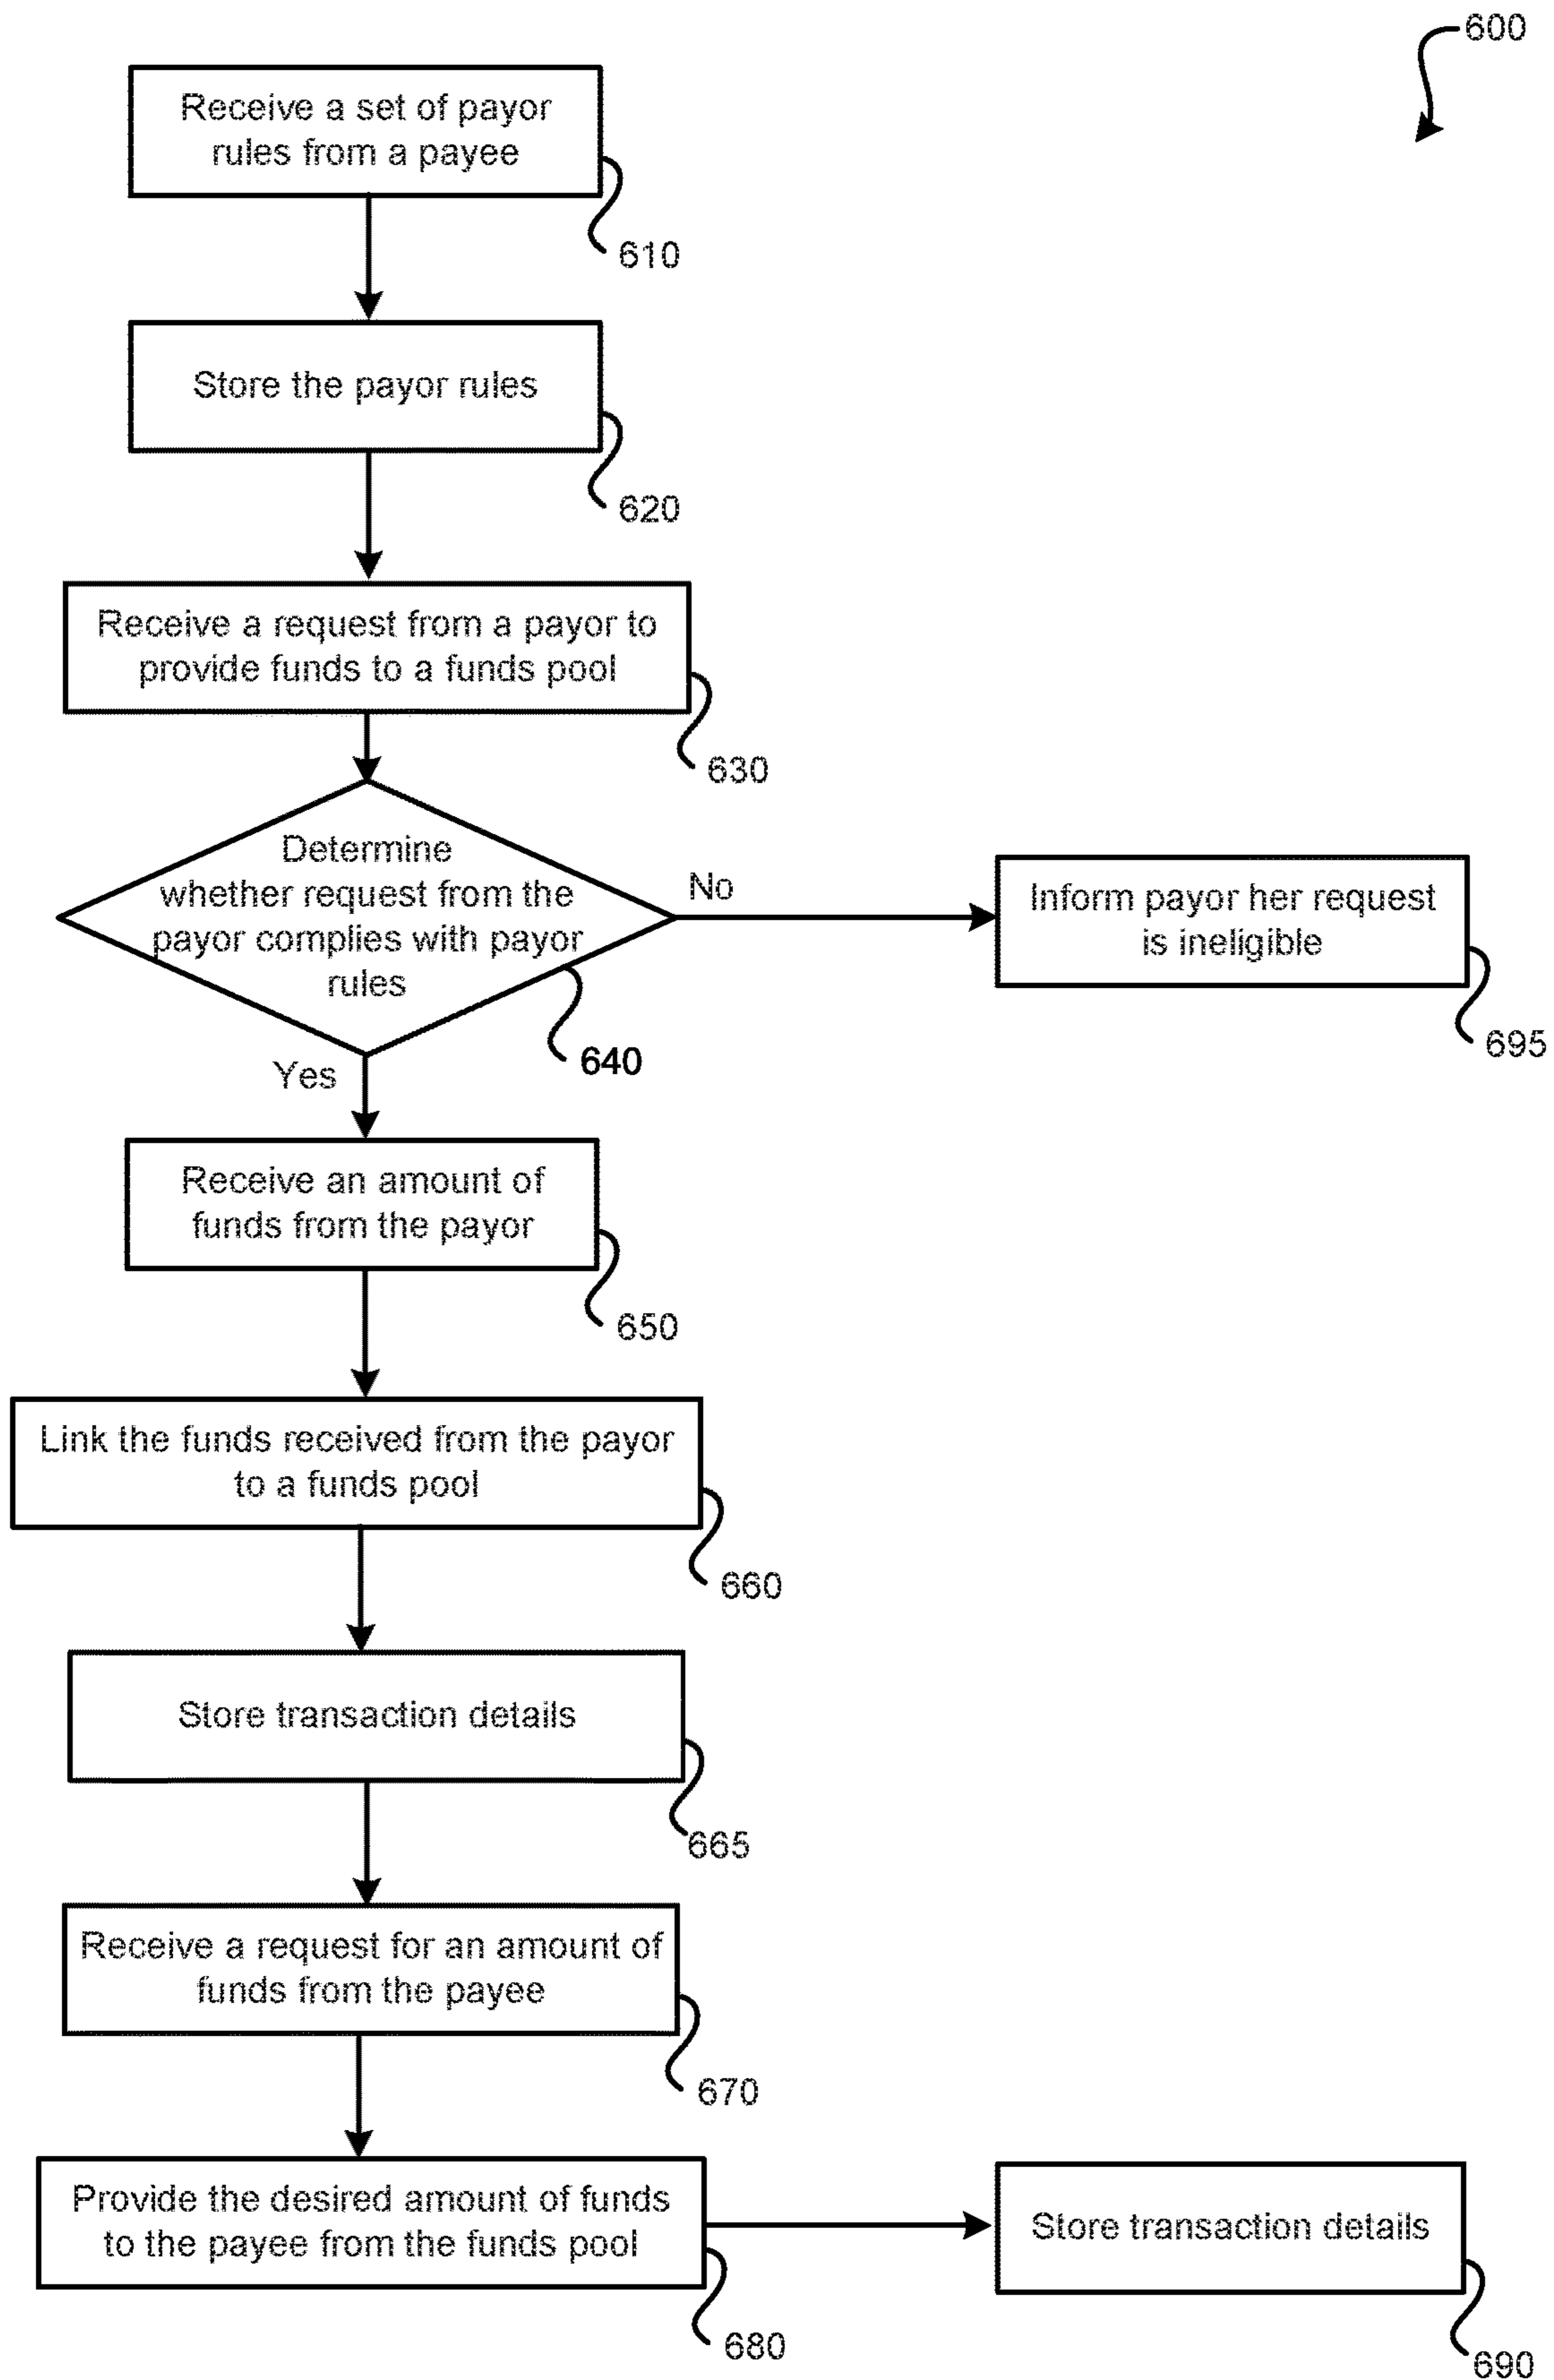 600
Receive a set of payor
rules from a payee
610
Store the payor rules
620
Receive a request from a payor to
provide funds to a funds pool
630
Determine
whether request from the
payor complies with payor
rules
640
No
Inform payor her request
is ineligible
695
Yes
Receive an amount of
funds from the payor
650
Link the funds received from the payor
to a funds pool
660
Store transaction details
665
Receive a request for an amount of
funds from the payee
670
Provide the desired amount of funds
to the payee from the funds pool
680
Store transaction details
690